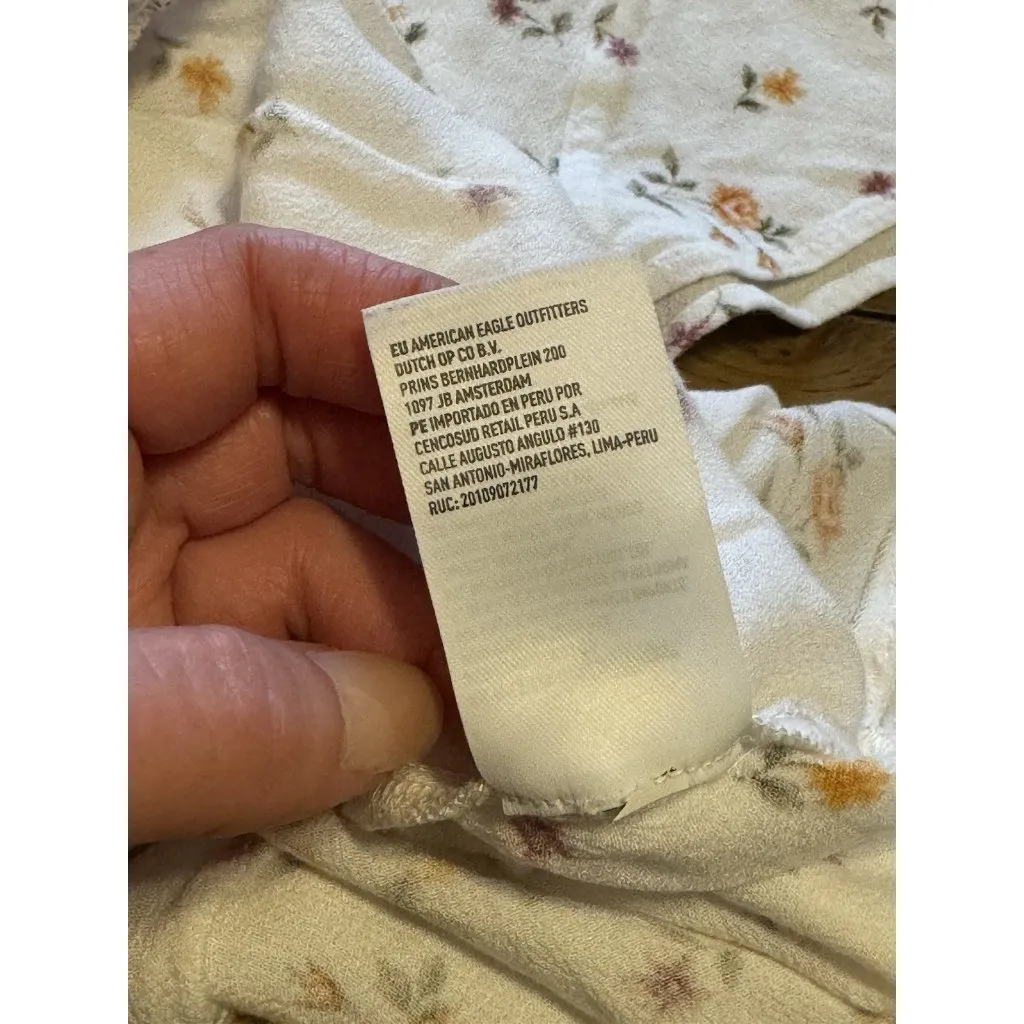 EU AMERICAN EAGLE OUTFITTERS
DUTCH OP CO B.V.
PRINS BERNHARDPLEIN 200
1097 JB AMSTERDAM
PE IMPORTADO EN PERU POR
CENCOSUD RETAIL PERU S.A
CALLE AUGUSTO ANGULO #130
SAN ANTONIO-MIRAFLORES, LIMA-PERU
RUC: 20109072177